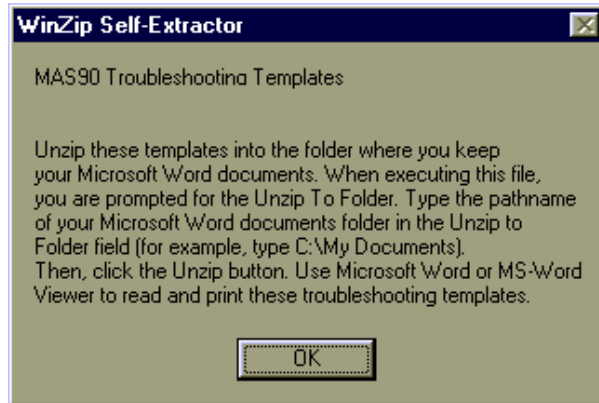 WinZip Self-Extractor
MAS90 Troubleshooting Templates
Unzip these templates into the folder where you keep
your Microsoft Word documents. When executing this file,
you are prompted for the Unzip To Folder. Type the pathname
of your Microsoft Word documents folder in the Unzip to
Folder field (for example, type C:\My Documents).
Then, click the Unzip button. Use Microsoft Word or MS-Word
Viewer to read and print these troubleshooting templates.
OK